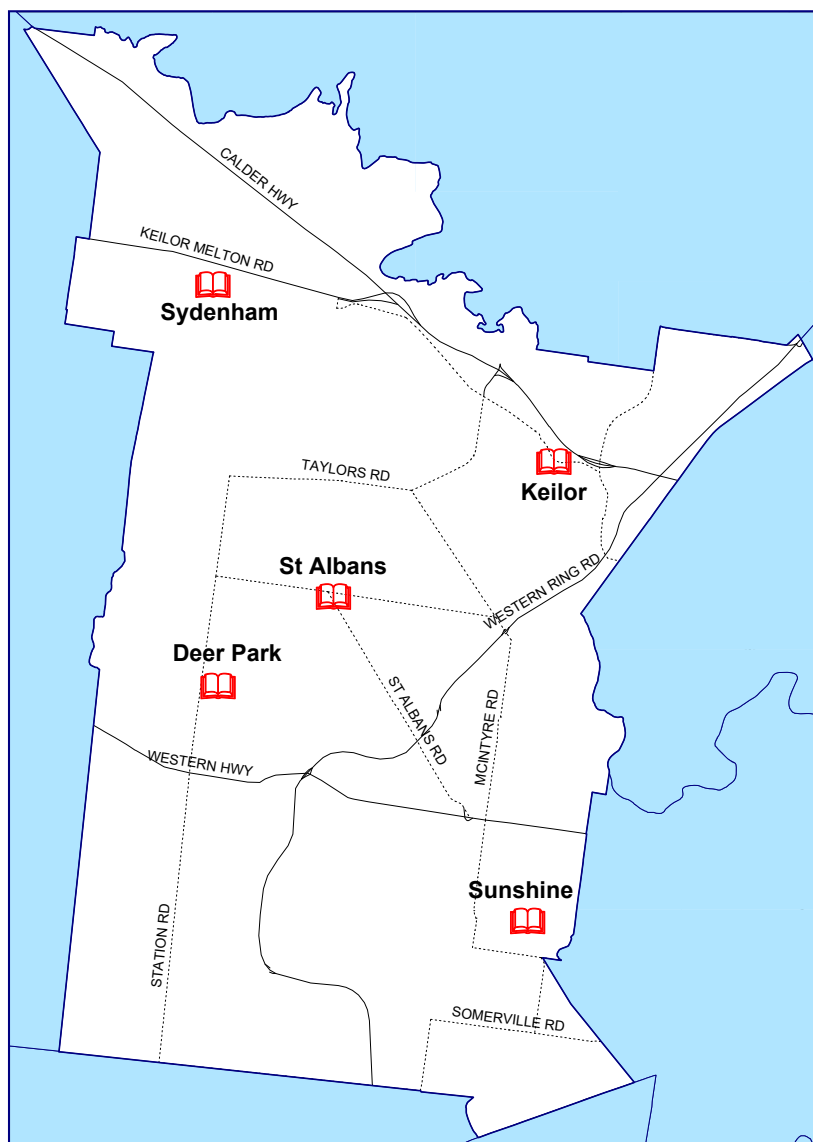 CALDER HWY
KEILOR MELTON RD
Sydenham
TAYLORS RD
Keilor
St Albans
WESTERN RING RD
Deer Park
ST ALBANS RD
MCINTYRE RD
WESTERN HWY
Sunshine
STATION RD
SOMERVILLE RD